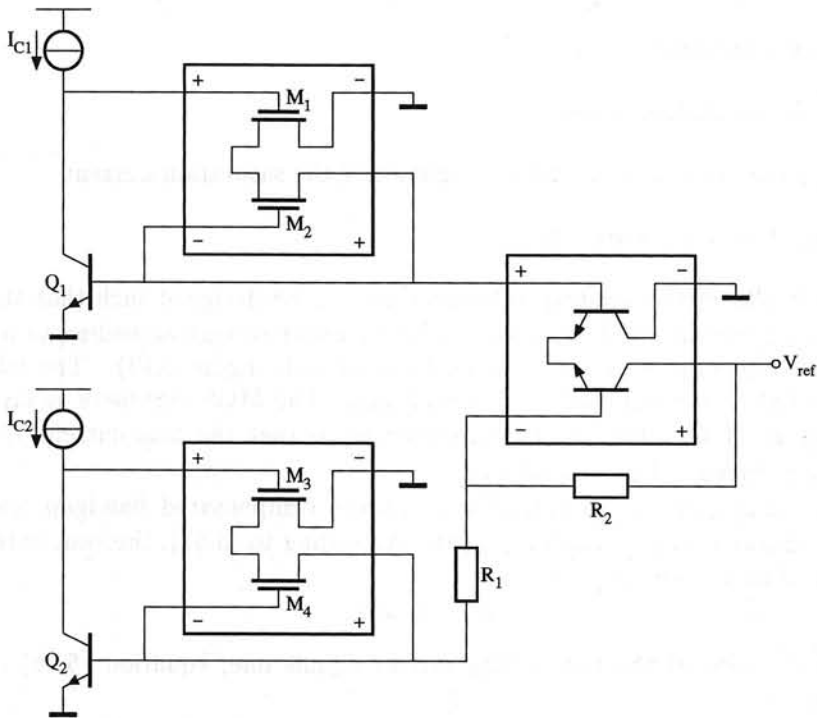 I_C1
+
−
M_1
M_2
−
+
Q_1
+
−
V_ref
−
+
I_C2
+
−
M_3
R_2
M_4
R_1
−
+
Q_2